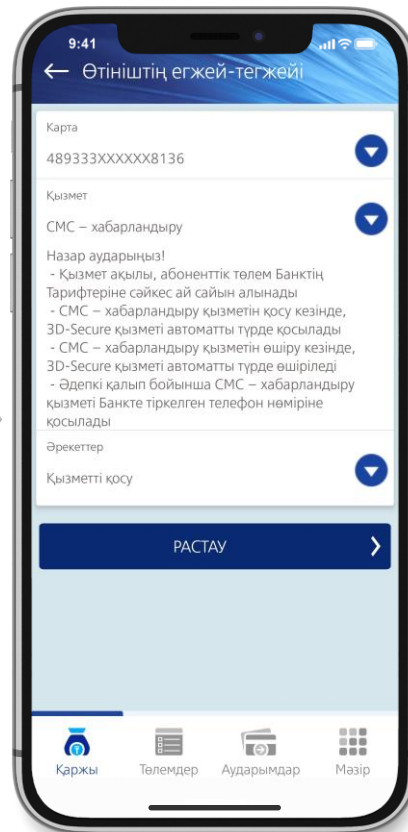 9:41
Өтініштің егжей-тегжейі
Карта
489333XXXXXX8136
Қызмет
СМС – хабарландыру
Назар аударыңыз!
- Қызмет ақылы, абоненттік төлем Банктің
Тарифтеріне сәйкес ай сайын алынады
- СМС – хабарландыру қызметін қосу кезінде,
3D-Secure қызметі автоматты түрде қосылады
- СМС – хабарландыру қызметін өшіру кезінде,
3D-Secure қызметі автоматты түрде өшіріледі
- Әдепкі қалып бойынша СМС – хабарландыру
қызметі Банкте тіркелген телефон нөміріне
қосылады
Әрекеттер
Қызметті қосу
РАСТАУ
Қаржы Төлемдер Аударымдар Мәзір